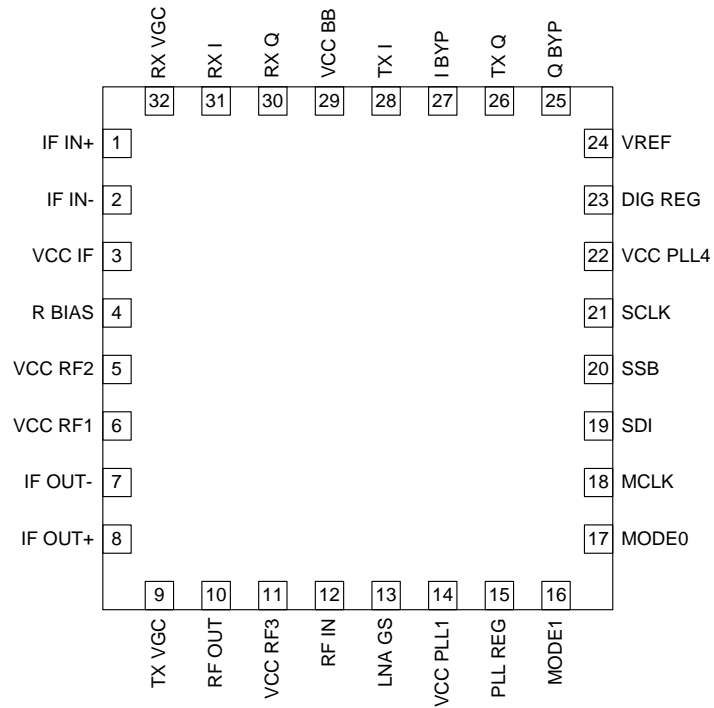 RX VGC
RX I
RX Q
VCC BB
TX I
I BYP
TX Q
Q BYP
32 31 30 29 28 27 26 25
IF IN+ 1
IF IN- 2
VCC IF 3
R BIAS 4
VCC RF2 5
VCC RF1 6
IF OUT- 7
IF OUT+ 8
24 VREF
23 DIG REG
22 VCC PLL4
21 SCLK
20 SSB
19 SDI
18 MCLK
17 MODE0
9 10 11 12 13 14 15 16
TX VGC
RF OUT
VCC RF3
RF IN
LNA GS
VCC PLL1
PLL REG
MODE1